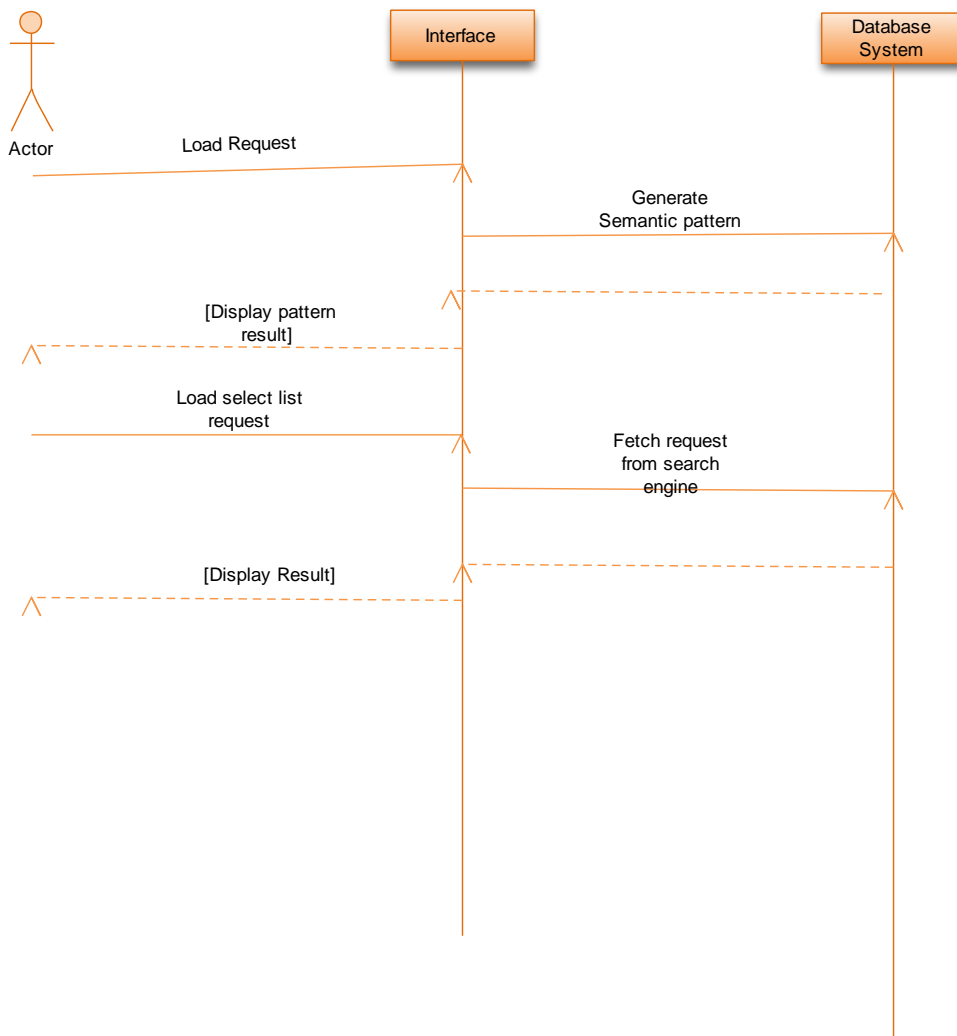 Interface
Database
System
Actor
Load Request
Generate
Semantic pattern
[Display pattern
result]
Load select list
request
Fetch request
from search
engine
[Display Result]